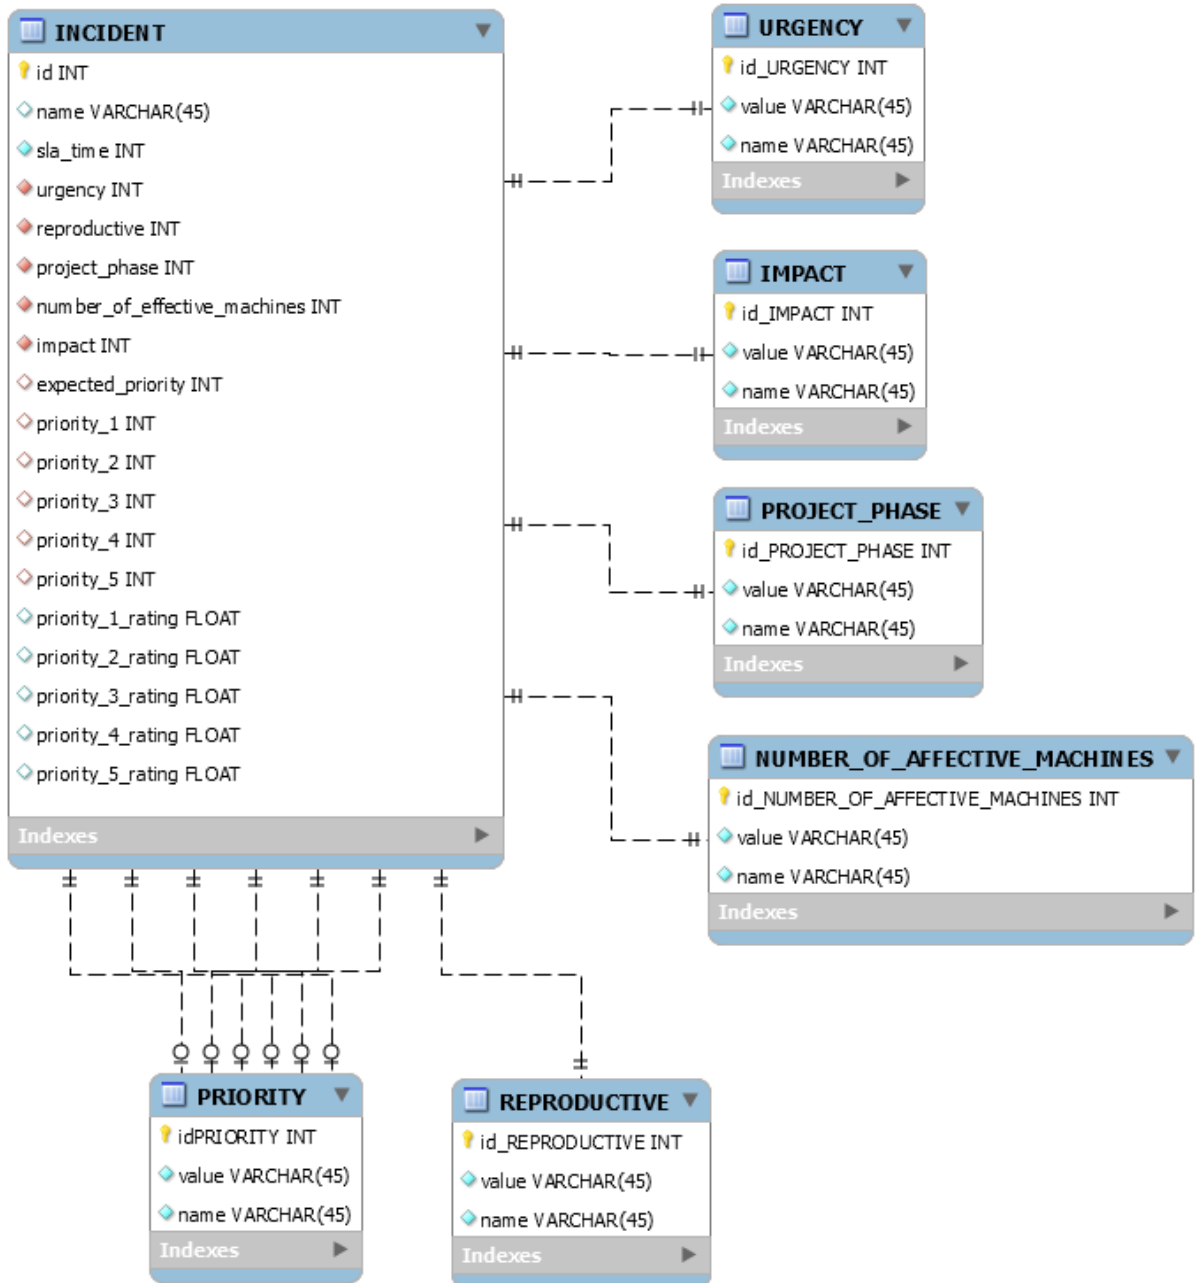 INCIDENT
id INT
name VARCHAR(45)
sla_time INT
urgency INT
reproductive INT
project_phase INT
number_of_effective_machines INT
impact INT
expected_priority INT
priority_1 INT
priority_2 INT
priority_3 INT
priority_4 INT
priority_5 INT
priority_1_rating FLOAT
priority_2_rating FLOAT
priority_3_rating FLOAT
priority_4_rating FLOAT
priority_5_rating FLOAT
Indexes
URGENCY
id_URGENCY INT
value VARCHAR(45)
name VARCHAR(45)
Indexes
IMPACT
id_IMPACT INT
value VARCHAR(45)
name VARCHAR(45)
Indexes
PROJECT_PHASE
id_PROJECT_PHASE INT
value VARCHAR(45)
name VARCHAR(45)
Indexes
NUMBER_OF_AFFECTIVE_MACHINES
id_NUMBER_OF_AFFECTIVE_MACHINES INT
value VARCHAR(45)
name VARCHAR(45)
Indexes
PRIORITY
idPRIORITY INT
value VARCHAR(45)
name VARCHAR(45)
Indexes
REPRODUCTIVE
id_REPRODUCTIVE INT
value VARCHAR(45)
name VARCHAR(45)
Indexes